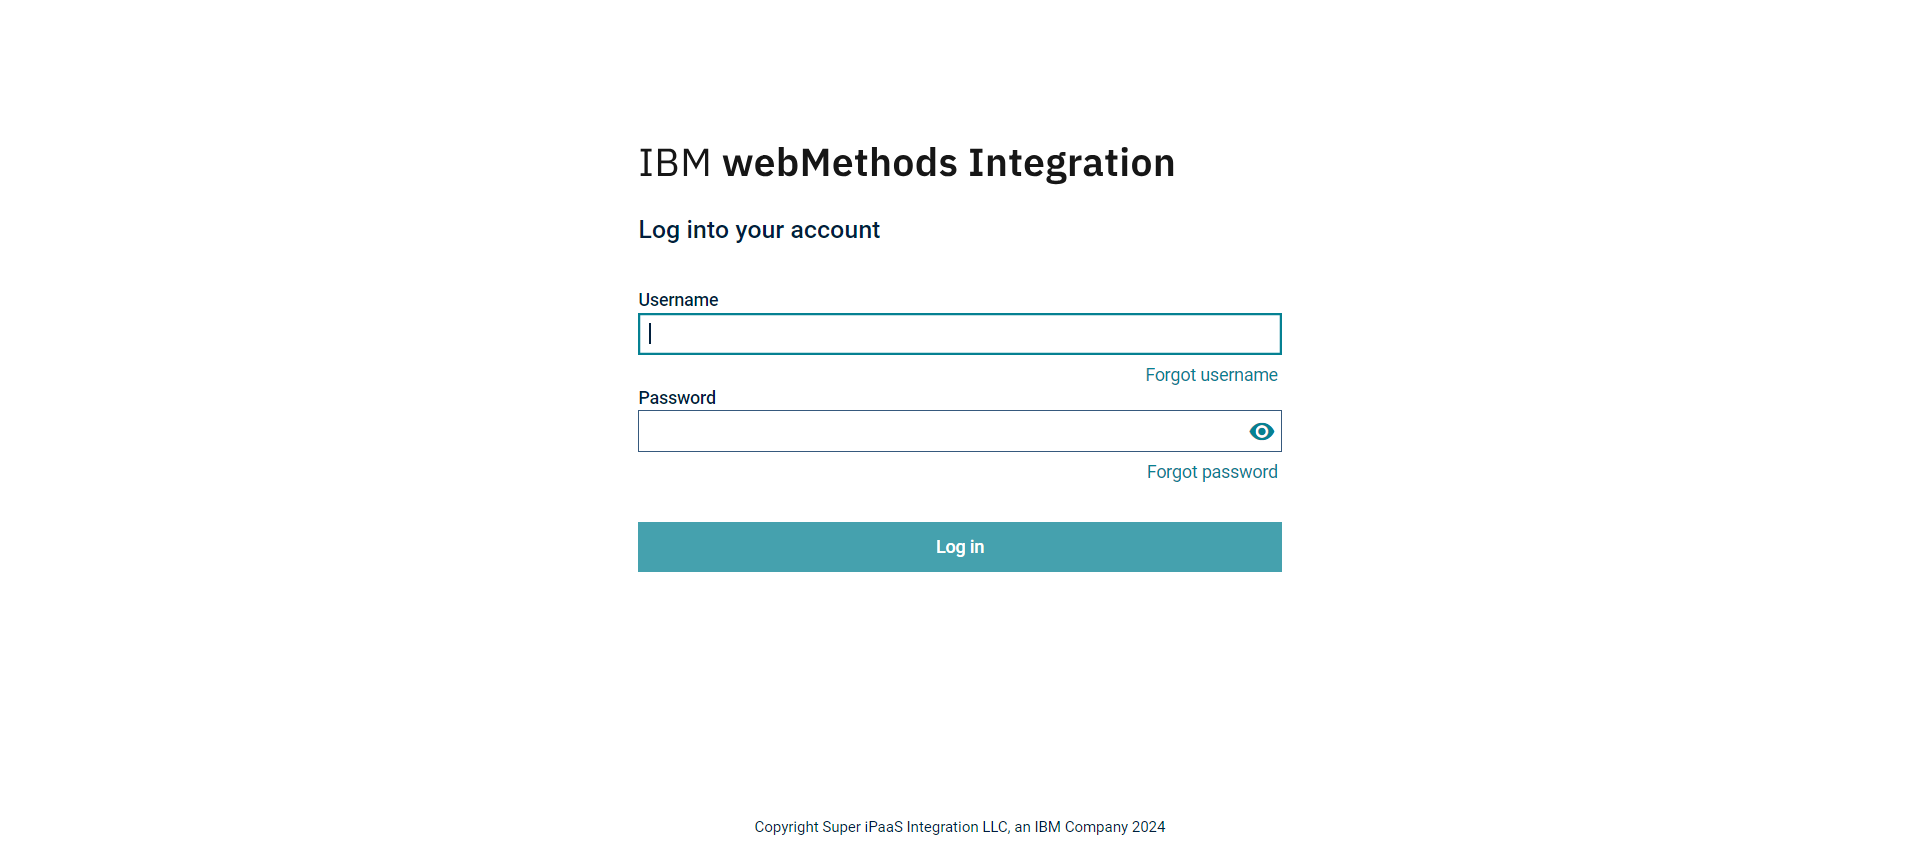 IBM webMethods Integration
Log into your account
Username
Forgot username
Password
Forgot password
Log in
Copyright Super iPaaS Integration LLC, an IBM Company 2024